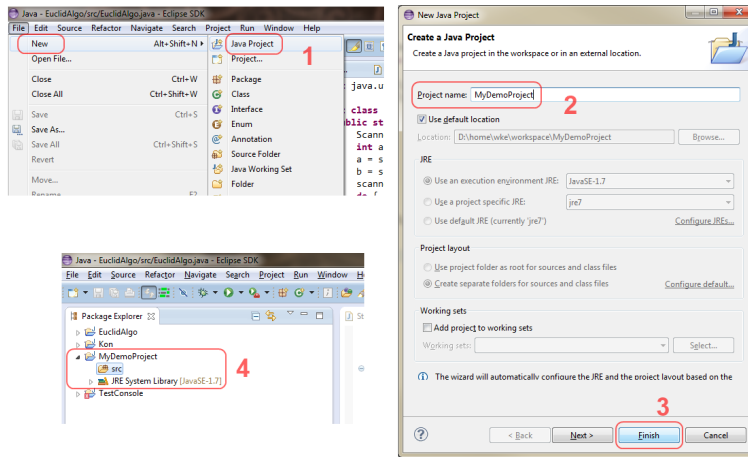 Java - EuclidAlgo/src/EuclidAlgo.java - Eclipse SDK
File Edit Source Refactor Navigate Search Project Run Window Help
New Alt+Shift+N
Open File...
Close Ctrl+W
Close All Ctrl+Shift+W
Save Ctrl+S
Save As...
Save All Ctrl+Shift+S
Revert
Move...
Rename... F2
Java Project
Project...
Package
Class
Interface
Enum
Annotation
Source Folder
Java Working Set
Folder
1
java.u
class
blic st
Scann
int a
a = s
b = s
scann
do {
New Java Project
Create a Java Project
Create a Java project in the workspace or in an external location.
Project name: MyDemoProject
2
Use default location
Location: D:\home\wke\workspace\MyDemoProject Browse...
JRE
Use an execution environment JRE: JavaSE-1.7
Use a project specific JRE: jre7
Use default JRE (currently 'jre7') Configure JREs...
Project layout
Use project folder as root for sources and class files
Create separate folders for sources and class files Configure default...
Working sets
Add project to working sets
Working sets: Select...
The wizard will automatically configure the JRE and the project layout based on the
3
? < Back Next > Finish Cancel
Java - EuclidAlgo/src/EuclidAlgo.java - Eclipse SDK
File Edit Source Refactor Navigate Search Project Run Window H
Package Explorer
EuclidAlgo
Kon
MyDemoProject
src
JRE System Library [JavaSE-1.7]
TestConsole
4
St